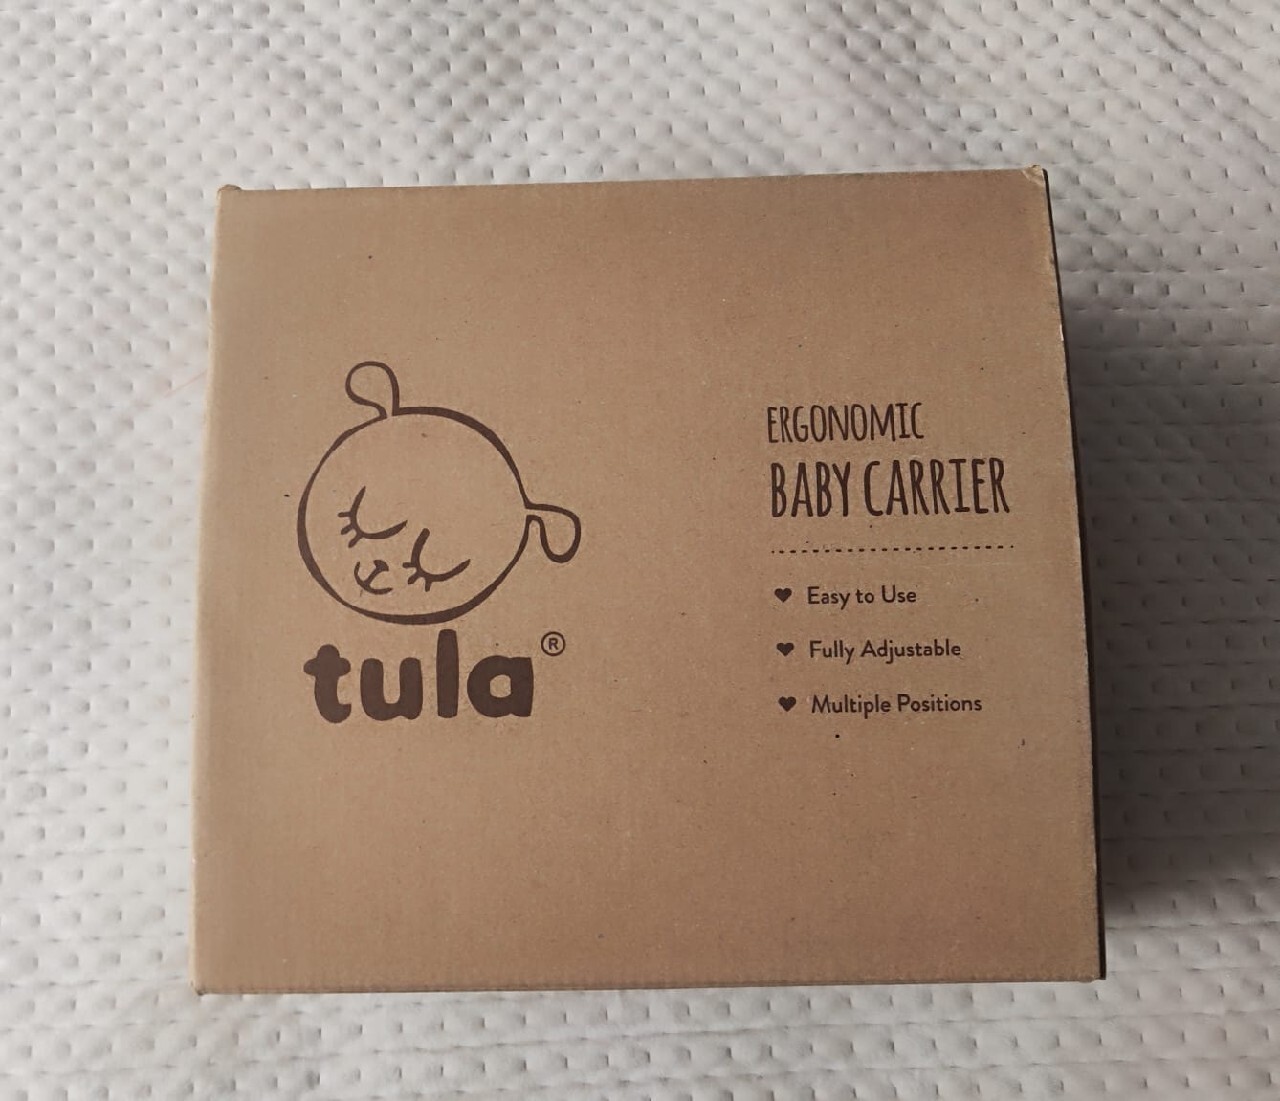 tula®
ERGONOMIC
BABY CARRIER
Easy to Use
Fully Adjustable
Multiple Positions